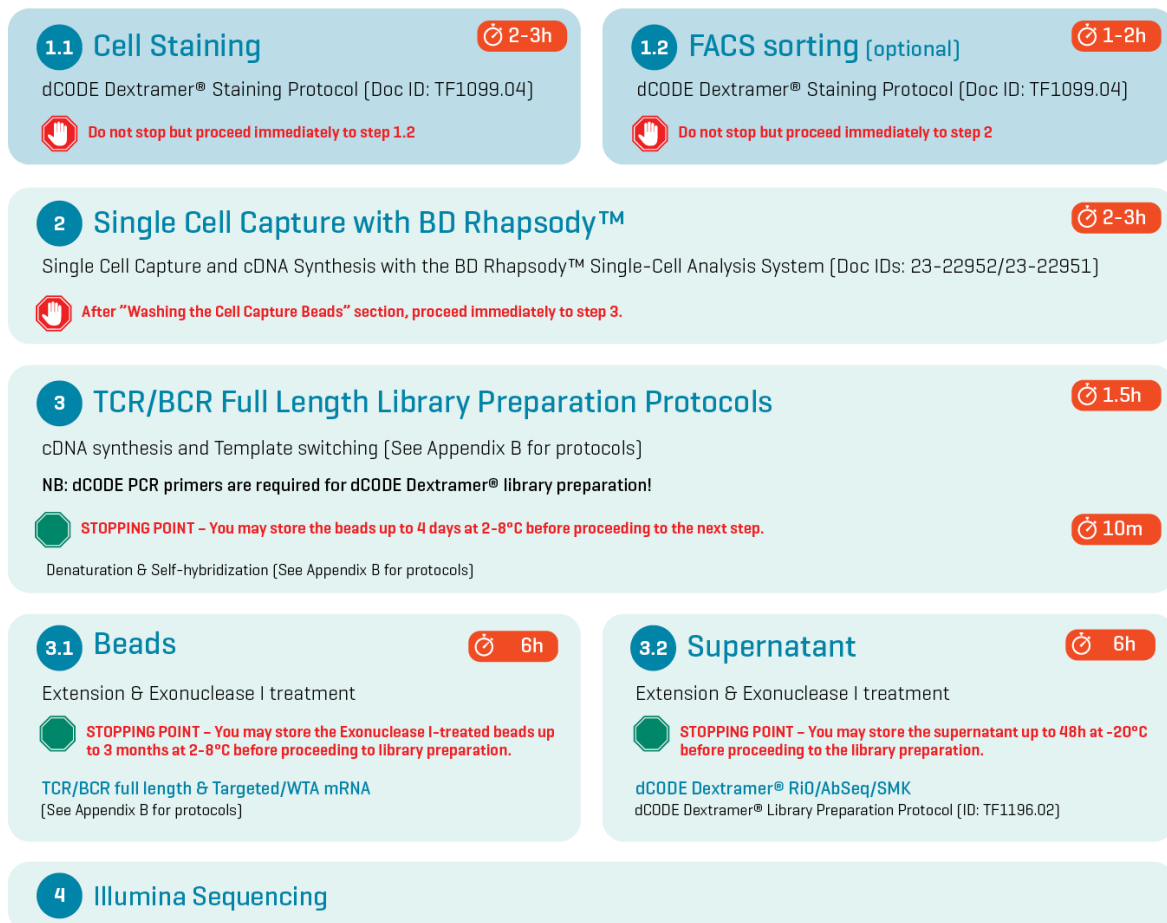 1.1 Cell Staining 2-3h
dCODE Dextramer® Staining Protocol (Doc ID: TF1099.04)
Do not stop but proceed immediately to step 1.2
1.2 FACS sorting (optional) 1-2h
dCODE Dextramer® Staining Protocol (Doc ID: TF1099.04)
Do not stop but proceed immediately to step 2
2 Single Cell Capture with BD Rhapsody™ 2-3h
Single Cell Capture and cDNA Synthesis with the BD Rhapsody™ Single-Cell Analysis System (Doc IDs: 23-22952/23-22951)
After "Washing the Cell Capture Beads" section, proceed immediately to step 3.
3 TCR/BCR Full Length Library Preparation Protocols 1.5h
cDNA synthesis and Template switching (See Appendix B for protocols)
NB: dCODE PCR primers are required for dCODE Dextramer® library preparation!
STOPPING POINT – You may store the beads up to 4 days at 2-8°C before proceeding to the next step. 10m
Denaturation & Self-hybridization (See Appendix B for protocols)
3.1 Beads 6h
Extension & Exonuclease I treatment
STOPPING POINT – You may store the Exonuclease I-treated beads up
to 3 months at 2-8°C before proceeding to library preparation.
TCR/BCR full length & Targeted/WTA mRNA
(See Appendix B for protocols)
3.2 Supernatant 6h
Extension & Exonuclease I treatment
STOPPING POINT – You may store the supernatant up to 48h at -20°C
before proceeding to the library preparation.
dCODE Dextramer® RiO/AbSeq/SMK
dCODE Dextramer® Library Preparation Protocol (ID: TF1196.02)
4 Illumina Sequencing